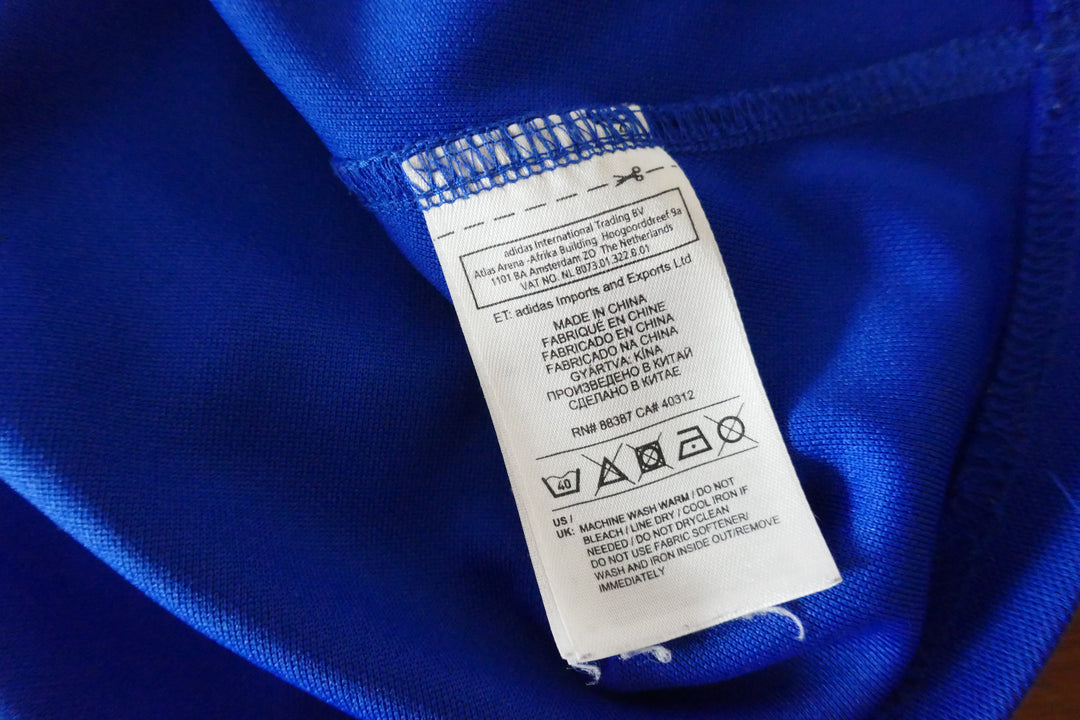 adidas International Trading BV
Atlas Arena -Afrika Building Hoogoorddreef 9a
1101 BA Amsterdam ZO The Netherlands
VAT NO. NL 8073.01.322.B.01
ET: adidas Imports and Exports Ltd
MADE IN CHINA
FABRIQUÉ EN CHINE
FABRICADO EN CHINA
FABRICADO NA CHINA
GYÁRTVA: KÍNA
ПРОИЗВЕДЕНО В КИТАЙ
СДЕЛАНО В КИТАЕ
RN# 88387 CA# 40312
40
US / UK: MACHINE WASH WARM / DO NOT
BLEACH / LINE DRY / COOL IRON IF
NEEDED / DO NOT DRYCLEAN
DO NOT USE FABRIC SOFTENER/
WASH AND IRON INSIDE OUT/REMOVE
IMMEDIATELY